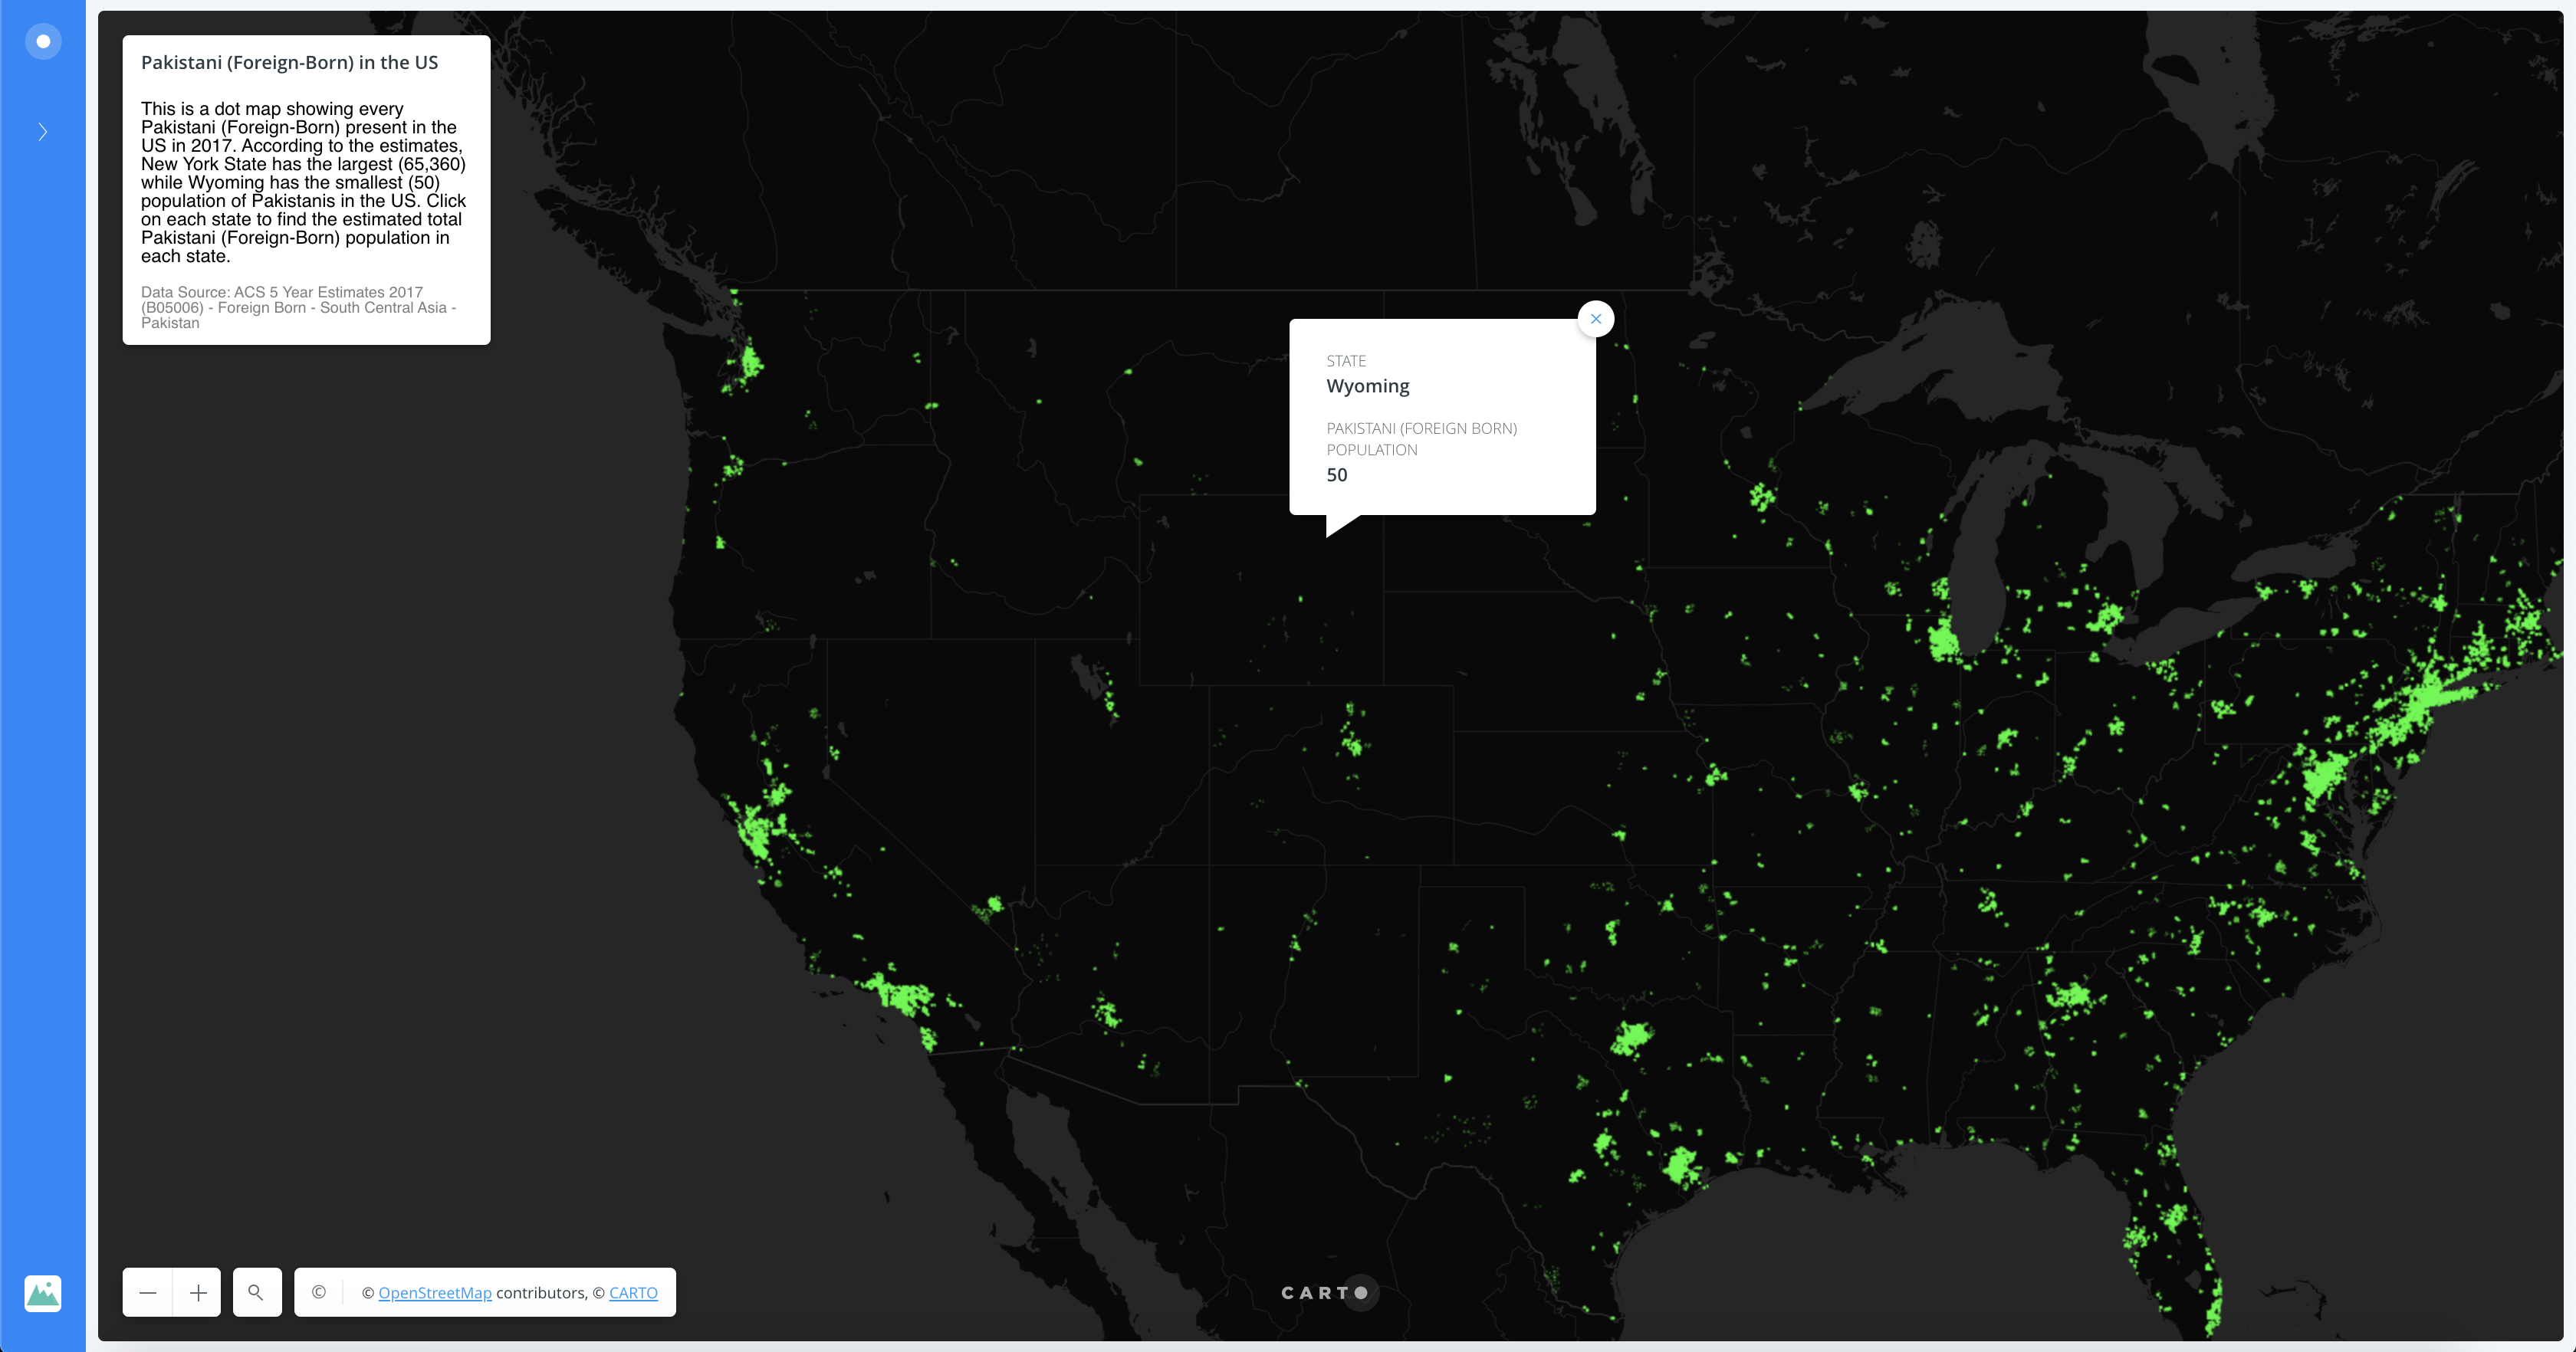 Pakistani (Foreign-Born) in the US
This is a dot map showing every
Pakistani (Foreign-Born) present in the
US in 2017. According to the estimates,
New York State has the largest (65,360)
while Wyoming has the smallest (50)
population of Pakistanis in the US. Click
on each state to find the estimated total
Pakistani (Foreign-Born) population in
each state.
Data Source: ACS 5 Year Estimates 2017
(B05006) - Foreign Born - South Central Asia -
Pakistan
STATE
Wyoming
PAKISTANI (FOREIGN BORN)
POPULATION
50
© © OpenStreetMap contributors, © CARTO
CARTO